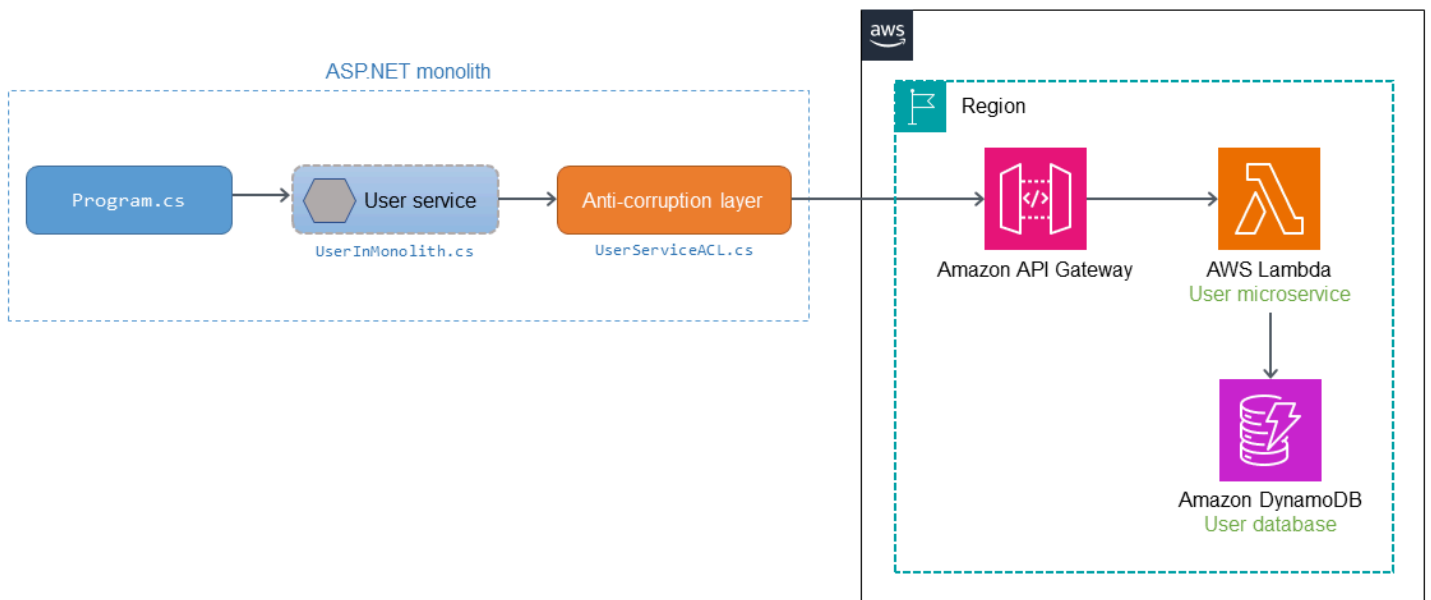 aws
ASP.NET monolith
Region
Program.cs
User service
Anti-corruption layer
UserInMonolith.cs
UserServiceACL.cs
</>
Amazon API Gateway
AWS Lambda
User microservice
Amazon DynamoDB
User database